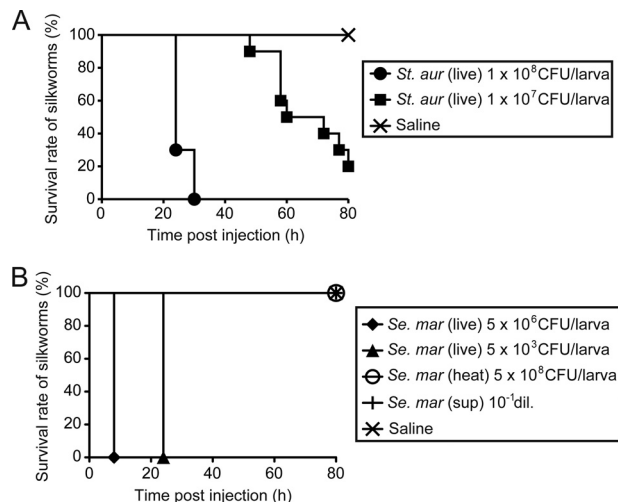 A
Survival rate of silkworms (%)
100
80
60
40
20
0
0 20 40 60 80
Time post injection (h)
St. aur (live) 1 x 10⁸CFU/larva
St. aur (live) 1 x 10⁷CFU/larva
Saline
B
Survival rate of silkworms (%)
100
80
60
40
20
0
0 20 40 60 80
Time post injection (h)
Se. mar (live) 5 x 10⁶CFU/larva
Se. mar (live) 5 x 10³CFU/larva
Se. mar (heat) 5 x 10⁸CFU/larva
Se. mar (sup) 10⁻¹dil.
Saline